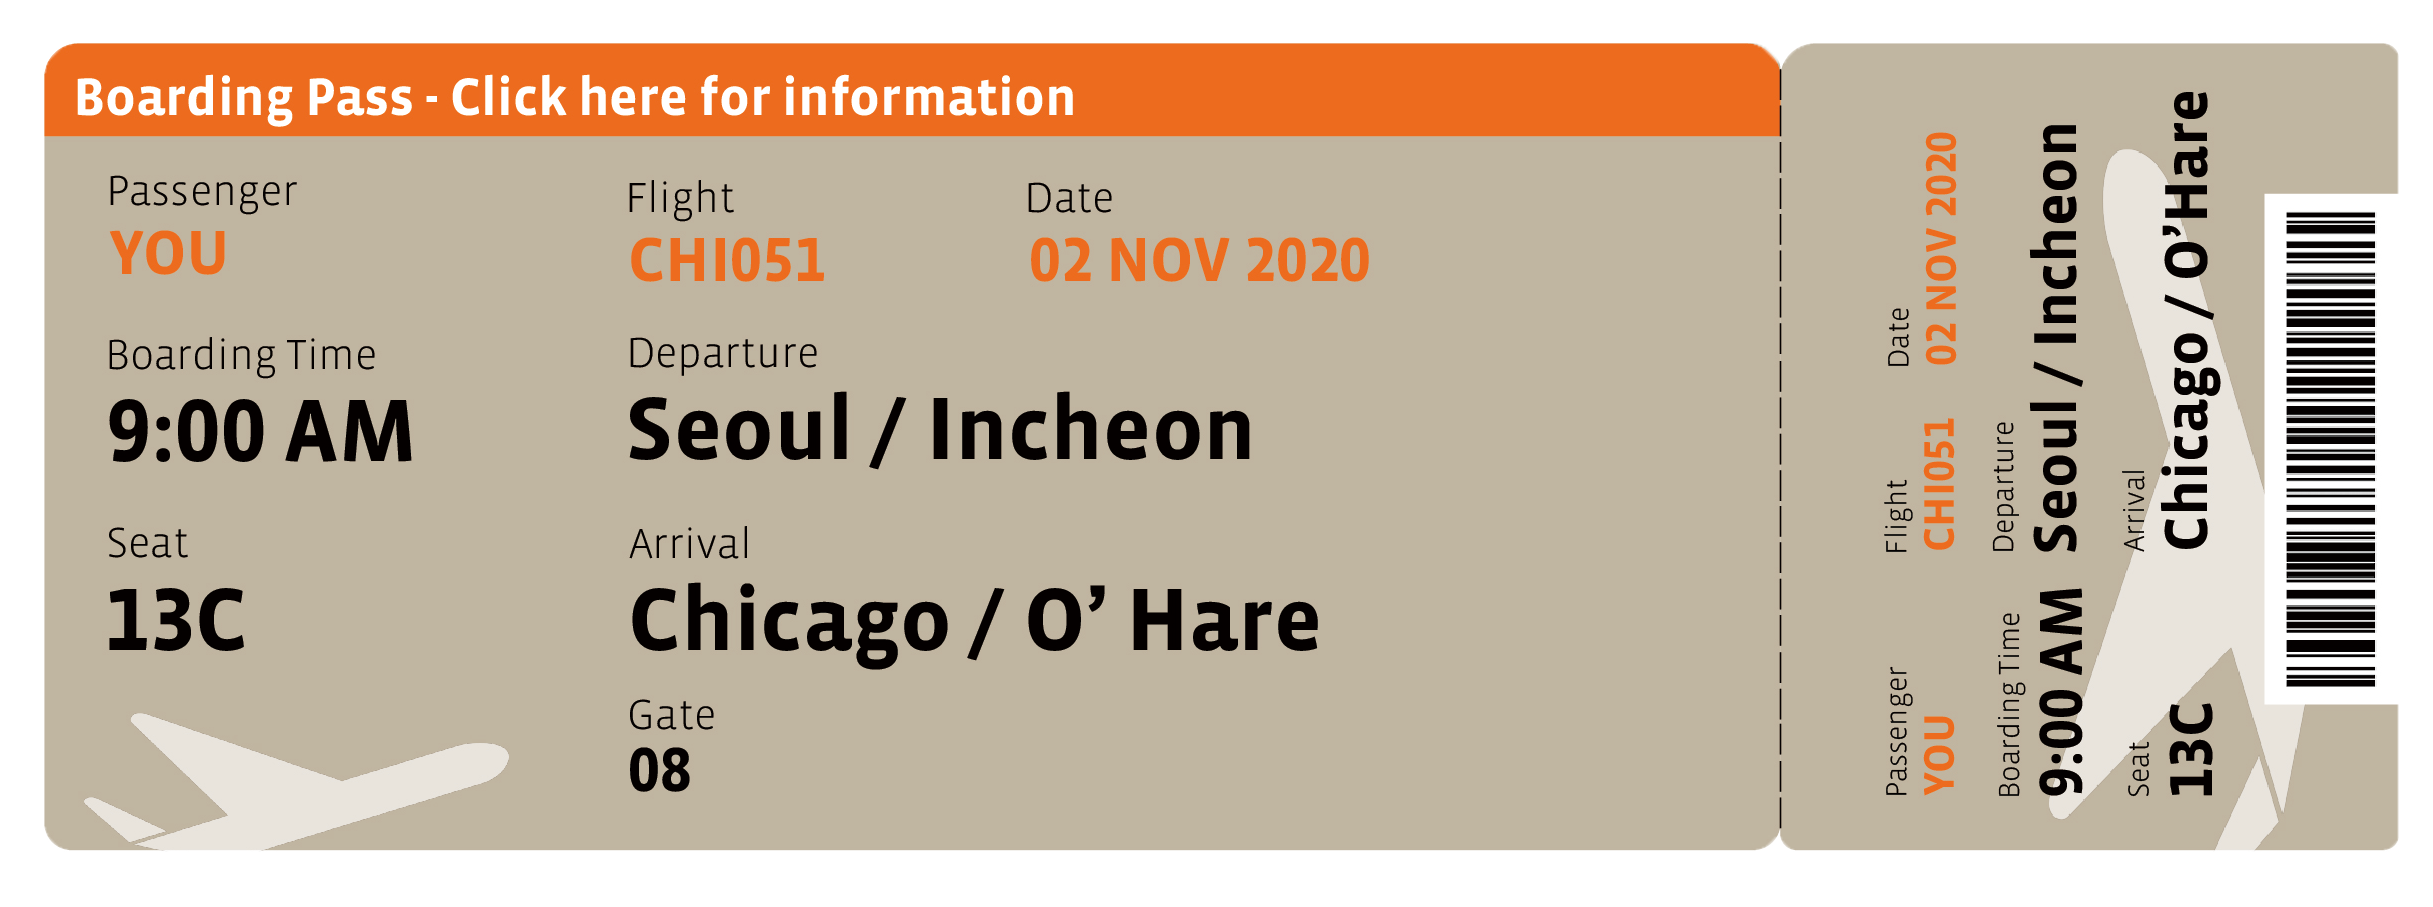 Boarding Pass - Click here for information
Passenger
YOU
Flight
CHI051
Date
02 NOV 2020
Boarding Time
9:00 AM
Departure
Seoul / Incheon
Seat
13C
Arrival
Chicago / O’ Hare
Gate
08
Passenger
YOU
Flight
CHI051
Date
02 NOV 2020
Boarding Time
9:00 AM
Departure
Seoul / Incheon
Seat
13C
Arrival
Chicago / O’Hare